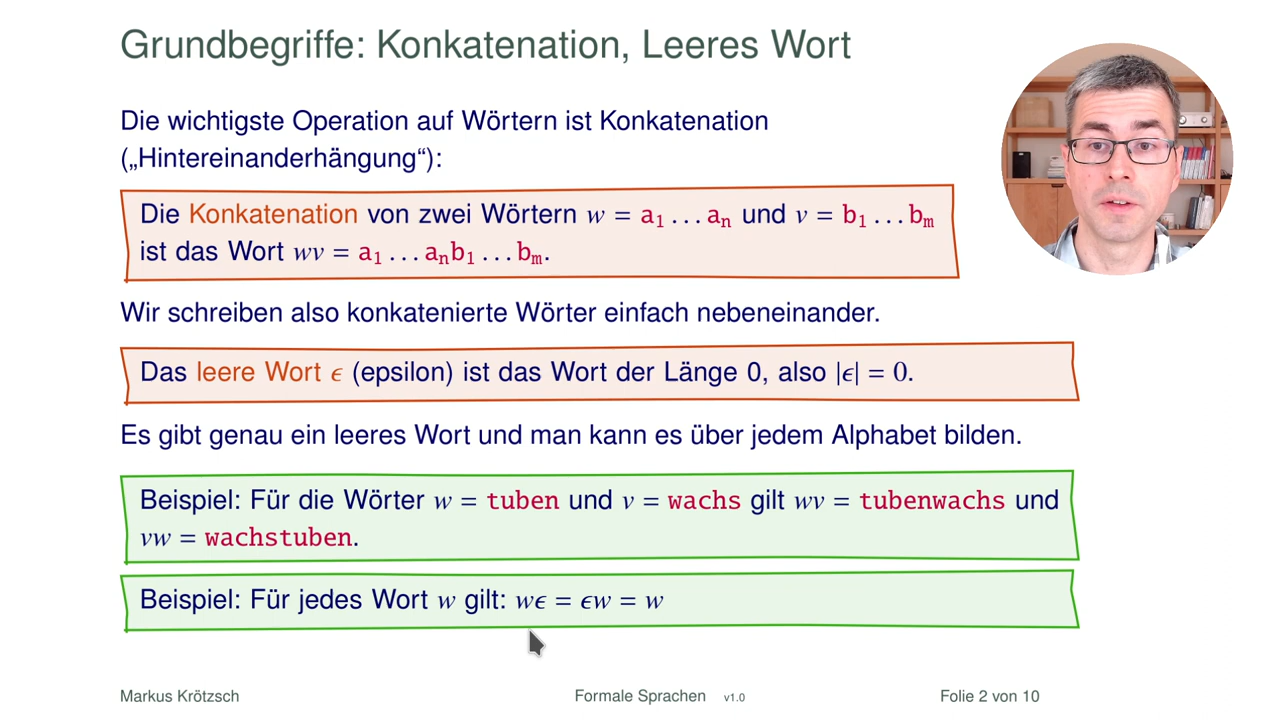 Grundbegriffe: Konkatenation, Leeres Wort
Die wichtigste Operation auf Wörtern ist Konkatenation
(„Hintereinanderhängung“):
Die Konkatenation von zwei Wörtern w = a₁ … aₙ und v = b₁ … bₘ
ist das Wort wv = a₁ … aₙb₁ … bₘ.
Wir schreiben also konkatenierte Wörter einfach nebeneinander.
Das leere Wort ϵ (epsilon) ist das Wort der Länge 0, also |ϵ| = 0.
Es gibt genau ein leeres Wort und man kann es über jedem Alphabet bilden.
Beispiel: Für die Wörter w = tuben und v = wachs gilt wv = tubenwachs und
vw = wachstuben.
Beispiel: Für jedes Wort w gilt: wϵ = ϵw = w
Markus Krötzsch Formale Sprachen v1.0 Folie 2 von 10